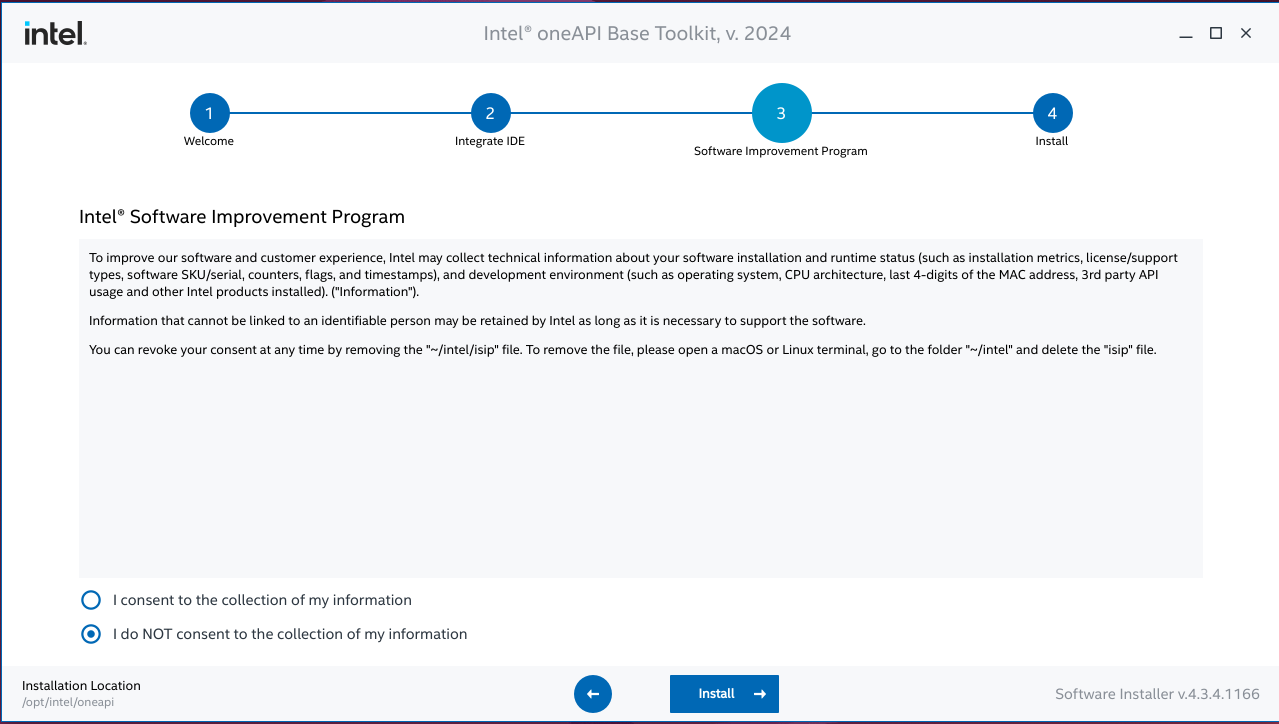 intel.
Intel® oneAPI Base Toolkit, v. 2024
1
2
3
4
Welcome
Integrate IDE
Software Improvement Program
Install
Intel® Software Improvement Program
To improve our software and customer experience, Intel may collect technical information about your software installation and runtime status (such as installation metrics, license/support
types, software SKU/serial, counters, flags, and timestamps), and development environment (such as operating system, CPU architecture, last 4-digits of the MAC address, 3rd party API
usage and other Intel products installed). ("Information").
Information that cannot be linked to an identifiable person may be retained by Intel as long as it is necessary to support the software.
You can revoke your consent at any time by removing the "~/intel/isip" file. To remove the file, please open a macOS or Linux terminal, go to the folder "~/intel" and delete the "isip" file.
I consent to the collection of my information
I do NOT consent to the collection of my information
Installation Location
/opt/intel/oneapi
Install
Software Installer v.4.3.4.1166